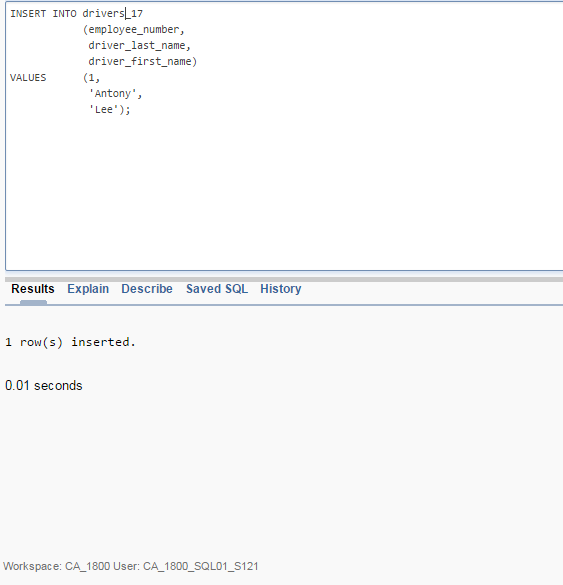 INSERT INTO drivers_17
(employee_number,
driver_last_name,
driver_first_name)
VALUES (1,
'Antony',
'Lee');
Results Explain Describe Saved SQL History
1 row(s) inserted.
0.01 seconds
Workspace: CA_1800 User: CA_1800_SQL01_S121